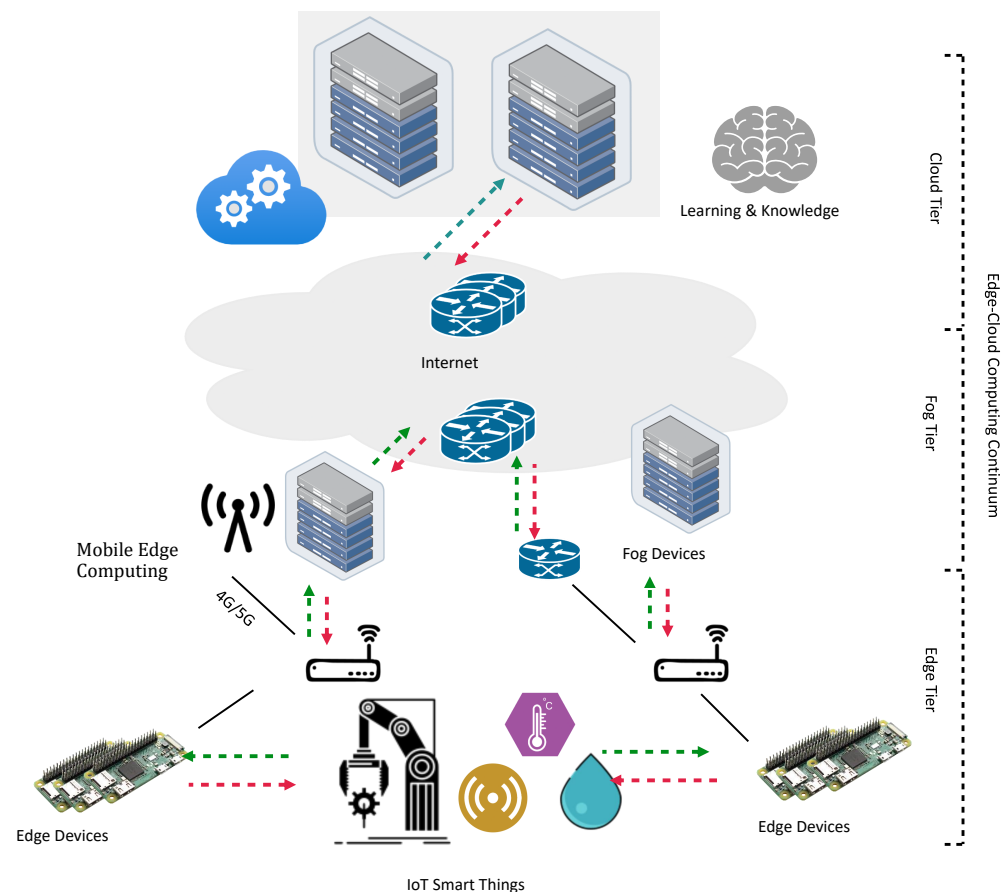 Learning & Knowledge
Cloud Tier
Internet
Edge-Cloud Computing Continuum
Fog Tier
Mobile Edge
Computing
Fog Devices
4G/5G
Edge Tier
°C
Edge Devices
Edge Devices
IoT Smart Things